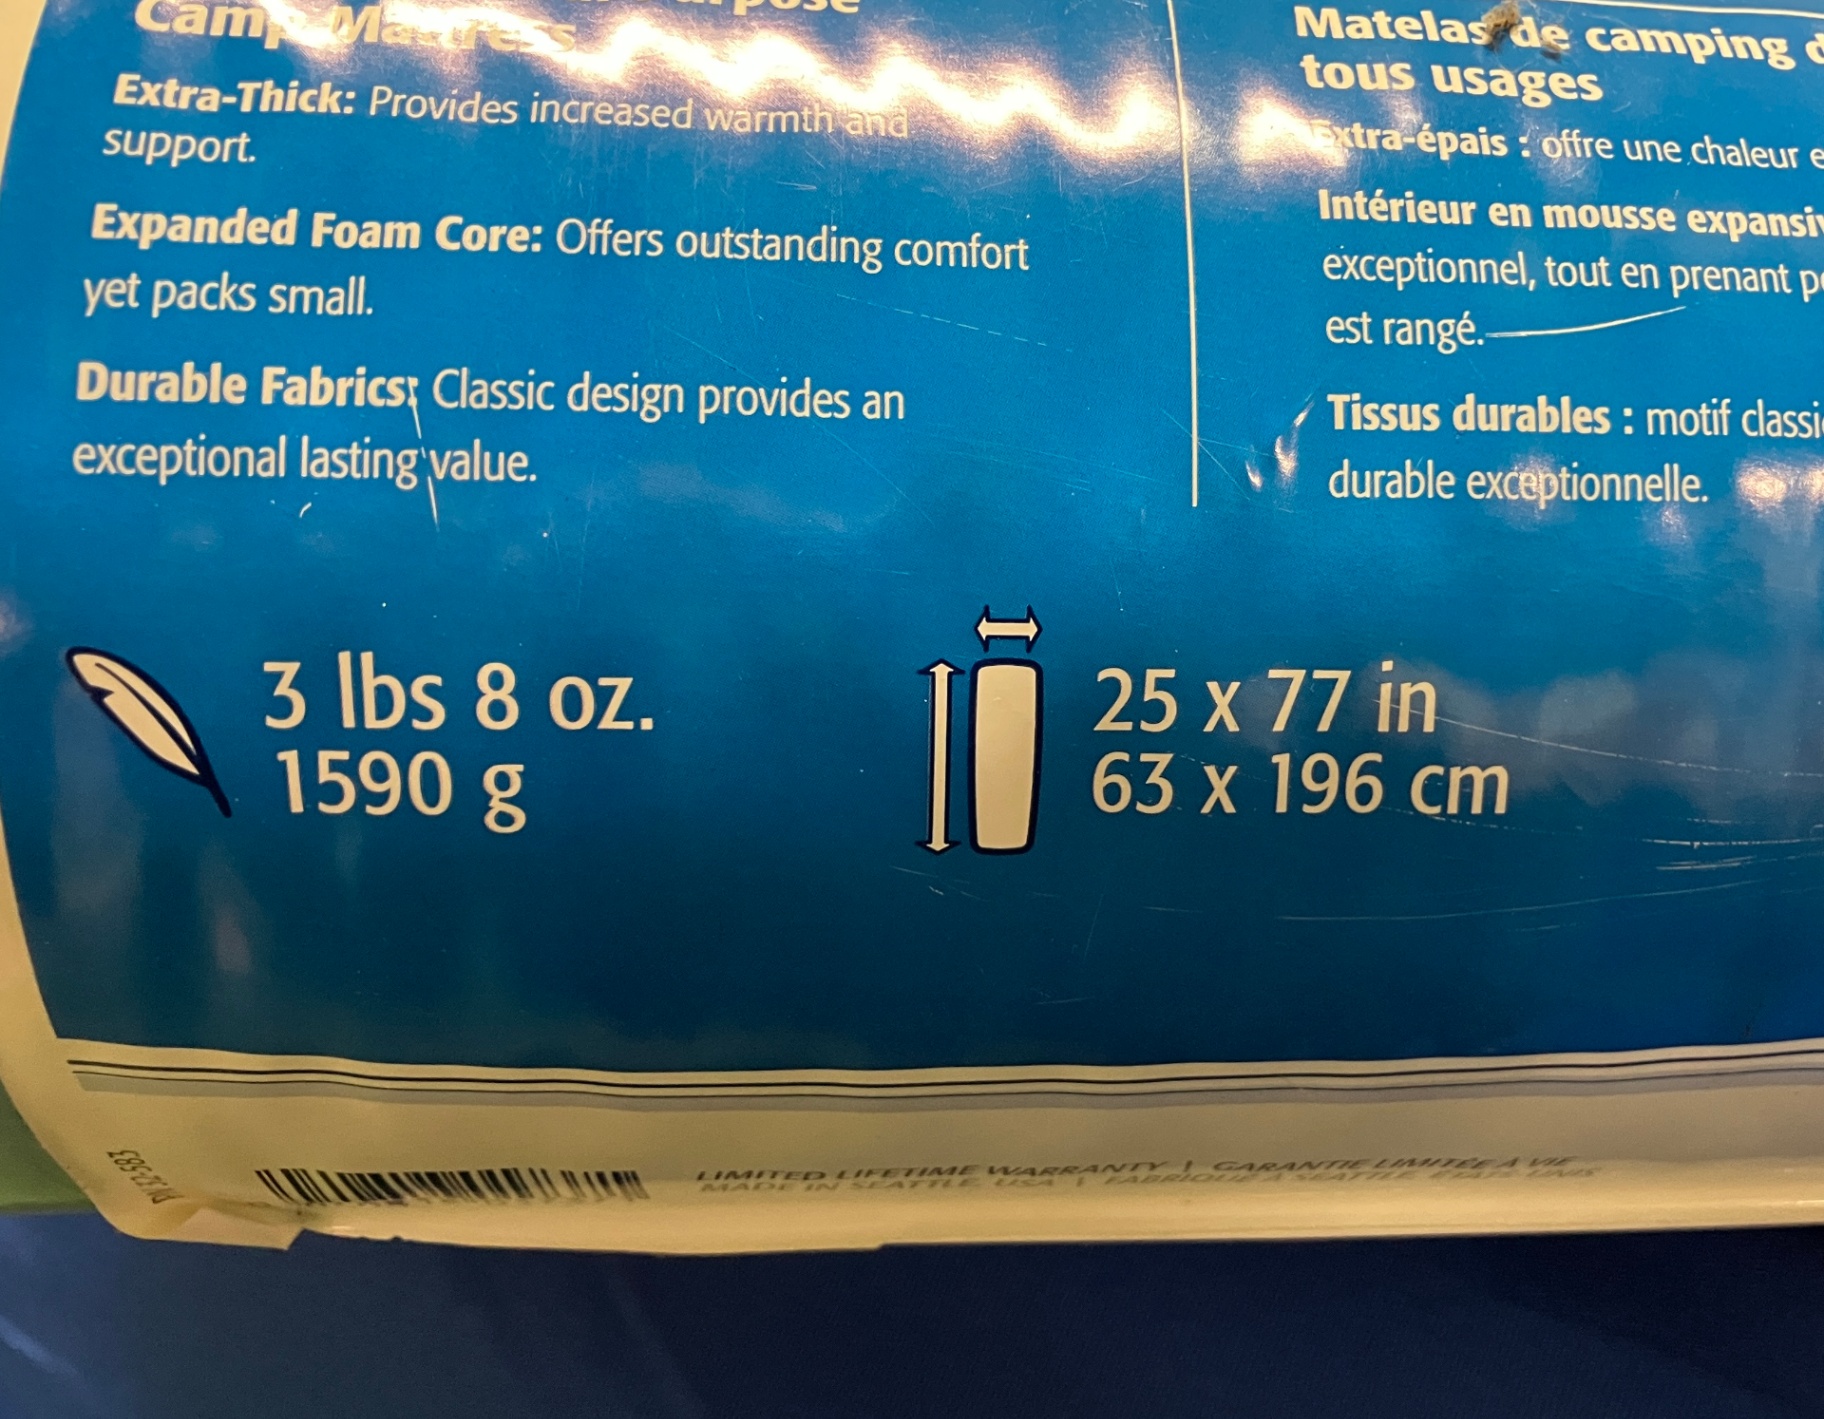 Camp Mattress
Extra-Thick: Provides increased warmth and
support.
Expanded Foam Core: Offers outstanding comfort
yet packs small.
Durable Fabrics: Classic design provides an
exceptional lasting value.
Matelas de camping
tous usages
Extra-épais : offre une chaleur
Intérieur en mousse
exceptionnel, tout en prenant
est rangé.
Tissus durables : motif
durable exceptionnelle.
3 lbs 8 oz.
1590 g
25 x 77 in
63 x 196 cm
LIMITED LIFETIME WARRANTY | GARANTIE LIMITÉE À VIE
MADE IN SEATTLE, USA | FABRIQUÉ À SEATTLE, ÉTATS-UNIS